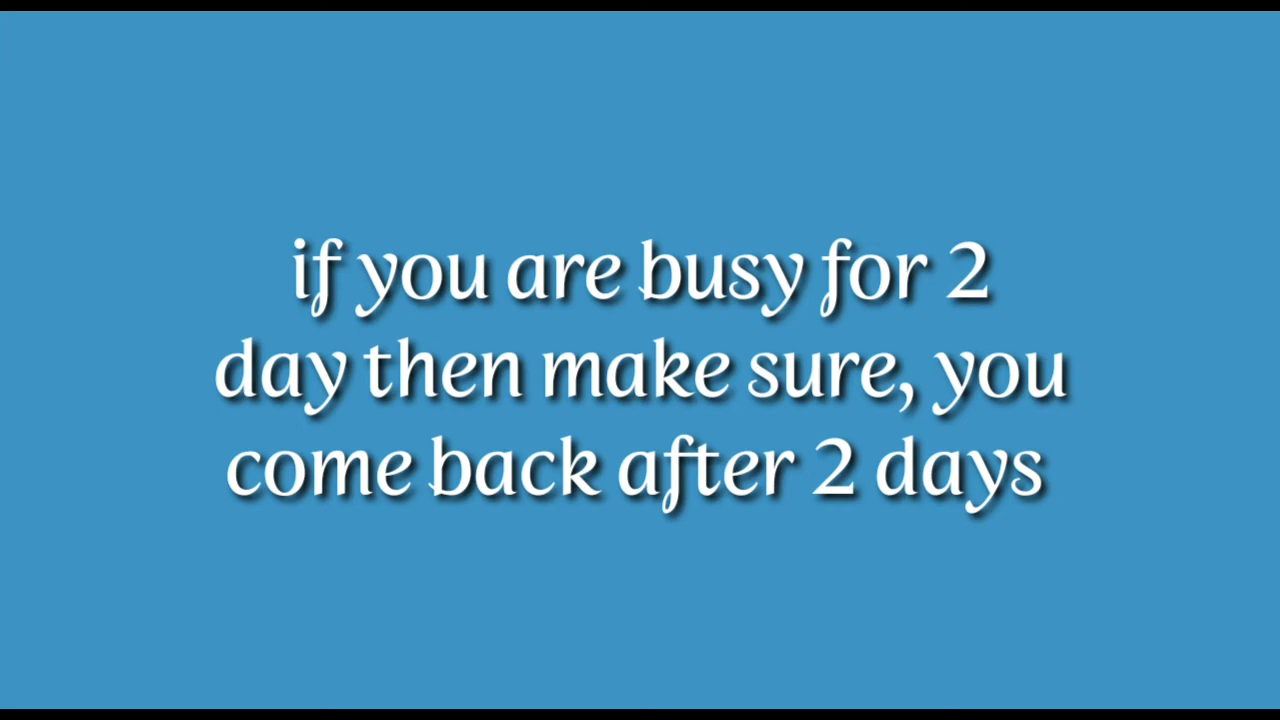 if you are busy for 2
day then make sure, you
come back after 2 days